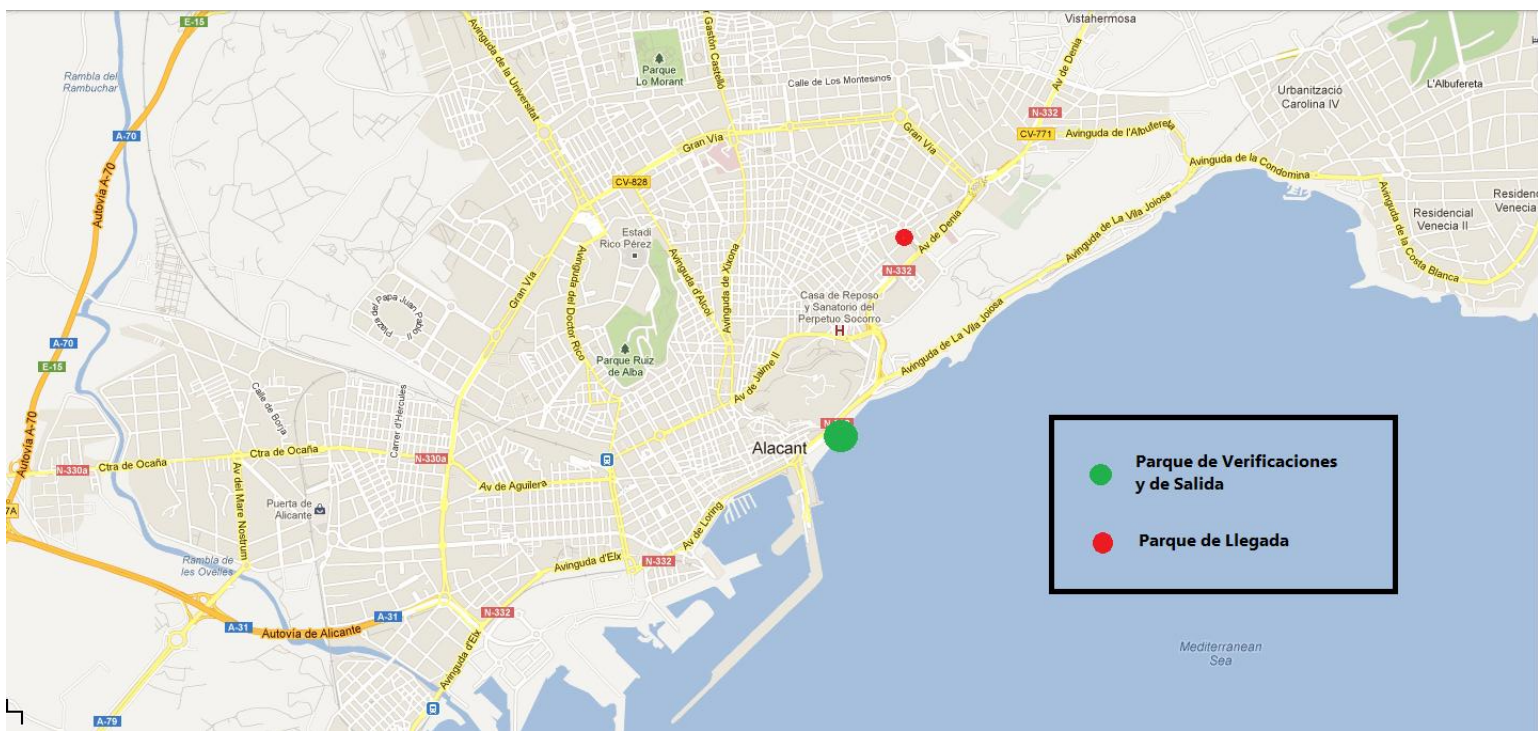 E-15
Rambla del
Rambuchar
A-70
Autovía A-70
A-70
E-15
Autovía A-70
Avinguda de la Universitat
Parque
Lo Morant
Gastón Castelló
Calle de Los Montesinos
Vistahermosa
Av de Denia
N-332
CV-771
Avinguda de l'Albufereta
Urbanització
Carolina IV
L'Albufereta
Gran Vía
Gran Vía
CV-828
Avinguda de la Condomina
Avinguda de La Vila Joiosa
Avinguda de la Costa Blanca
Residencial
Venecia II
Residenc
Venecia
Estadi
Rico Pérez
Avinguda d'Alcoi
Avinguda de Xixona
Av de Denia
N-332
Gran Vía
Avinguda del Doctor Rico
Plaza del Papa Juan Pablo II
Casa de Reposo
y Sanatorio del
Perpetuo Socorro
H
Avinguda de La Vila Joiosa
Parque Ruiz
de Alba
Av de Jaime II
Calle de Borja
Carrer d'Hércules
Alacant
N-330a
Ctra de Ocaña
Ctra de Ocaña
N-330a
Av de Aguilera
7A
Av del Mare Nostrum
Puerta de
Alicante
Av de Loring
Rambla de
les Ovelles
Avinguda d'Elx
N-332
A-31
Autovía de Alicante
A-31
N-332
Avinguda d'Elx
A-79
Parque de Verificaciones
y de Salida
Parque de Llegada
Mediterranean
Sea